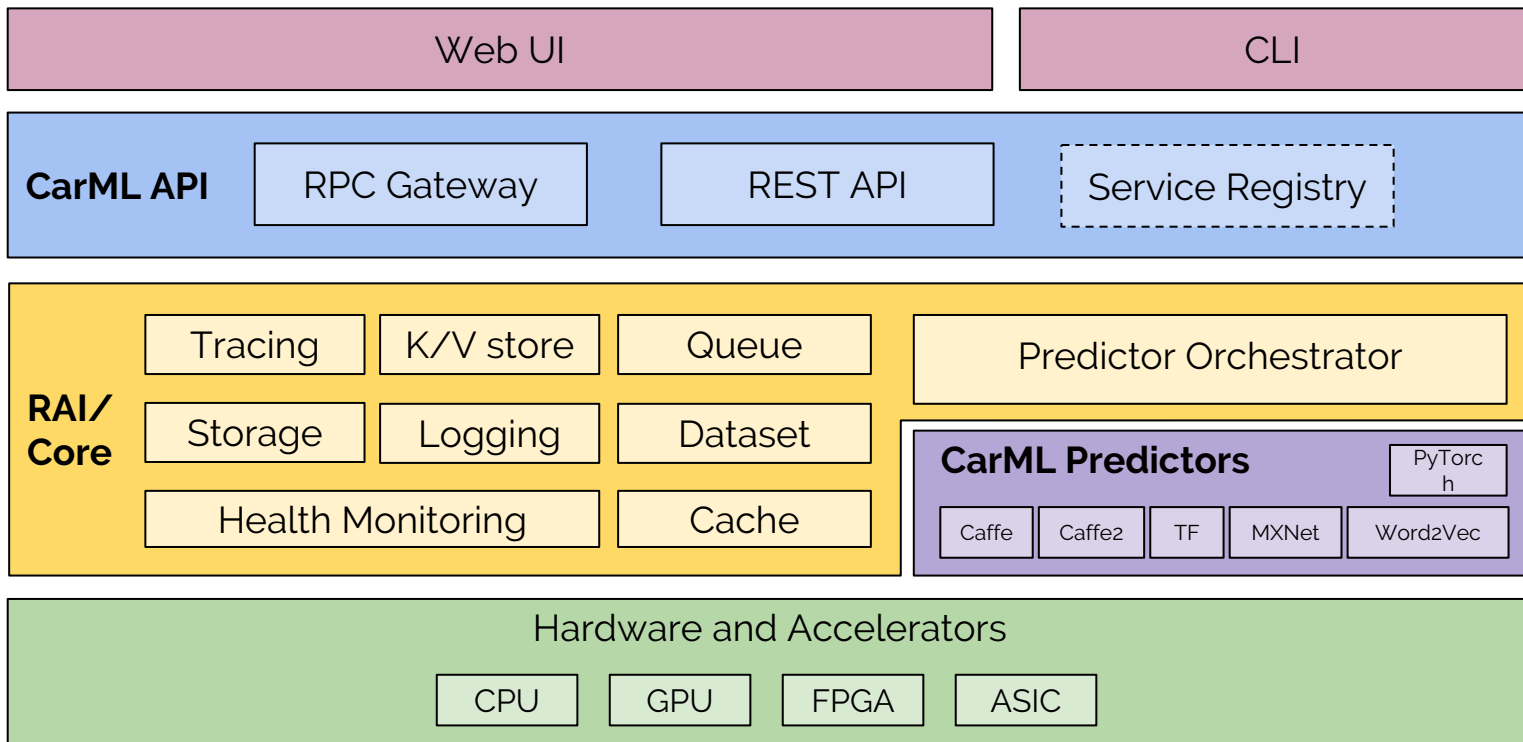 Web UI
CLI
CarML API
RPC Gateway
REST API
Service Registry
RAI/
Core
Tracing
K/V store
Queue
Storage
Logging
Dataset
Health Monitoring
Cache
Predictor Orchestrator
CarML Predictors
PyTorc
h
Caffe
Caffe2
TF
MXNet
Word2Vec
Hardware and Accelerators
CPU
GPU
FPGA
ASIC